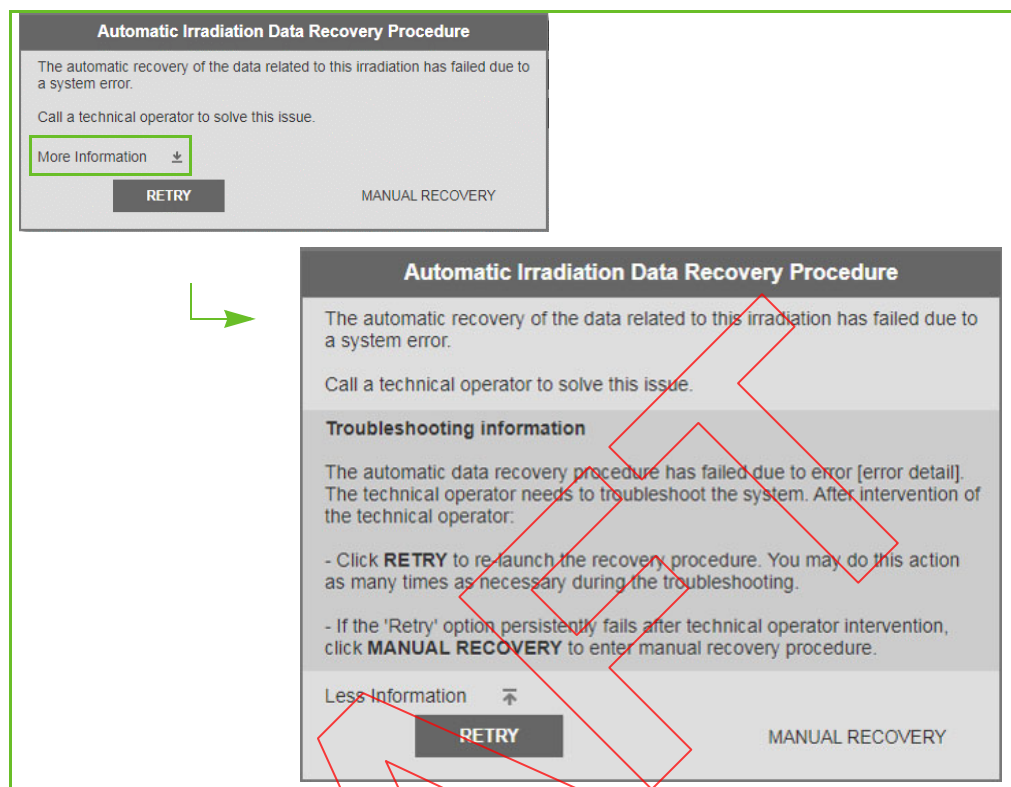 Automatic Irradiation Data Recovery Procedure
The automatic recovery of the data related to this irradiation has failed due to
a system error.
Call a technical operator to solve this issue.
More Information
RETRY
MANUAL RECOVERY
Automatic Irradiation Data Recovery Procedure
The automatic recovery of the data related to this irradiation has failed due to
a system error.
Call a technical operator to solve this issue.
Troubleshooting information
The automatic data recovery procedure has failed due to error [error detail].
The technical operator needs to troubleshoot the system. After intervention of
the technical operator:
- Click RETRY to re-launch the recovery procedure. You may do this action
as many times as necessary during the troubleshooting.
- If the 'Retry' option persistently fails after technical operator intervention,
click MANUAL RECOVERY to enter manual recovery procedure.
Less Information
RETRY
MANUAL RECOVERY